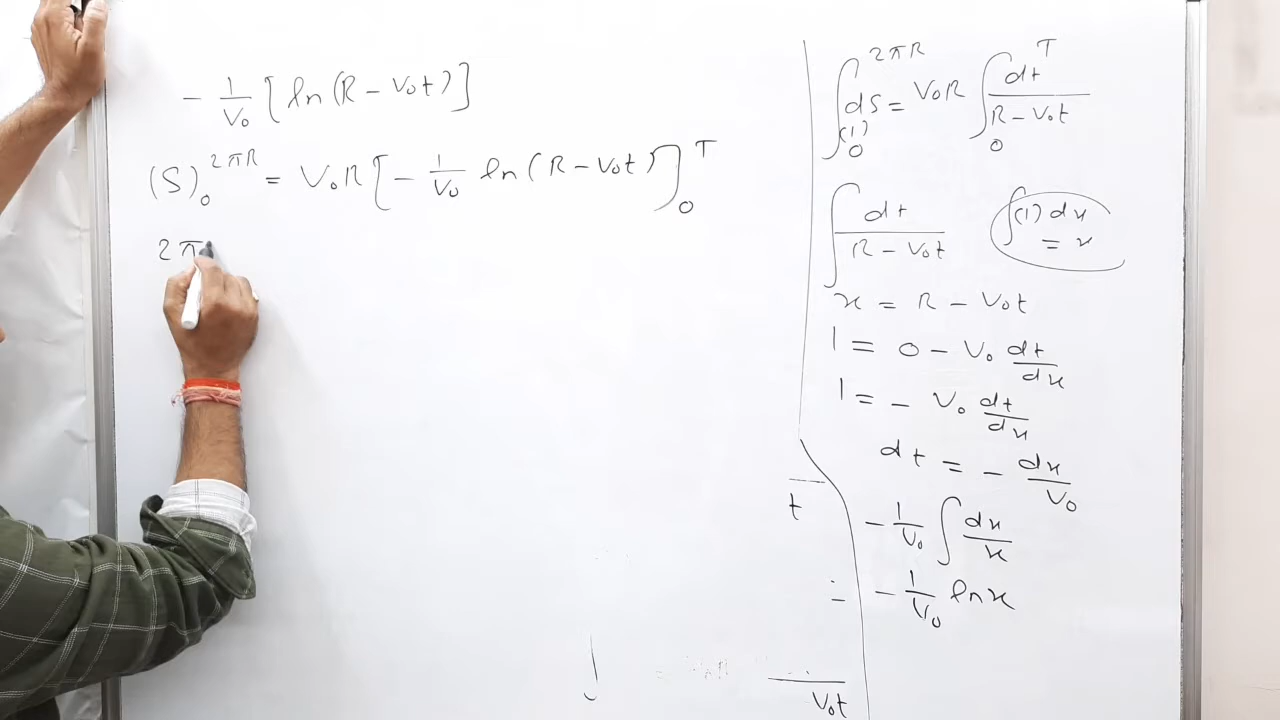 - 1/V₀ [ln(R - V₀t)]
(S)₀^{2πR} = V₀R[- 1/V₀ ln(R - V₀t)]₀^T
2π
∫_{0}^{2πR} (1) dS = V₀R ∫₀^T dt/(R - V₀t)
∫ dt/(R - V₀t)
∫(1) dx
= x
x = R - V₀t
1 = 0 - V₀ dt/dx
1 = - V₀ dt/dx
dt = - dx/V₀
- 1/V₀ ∫ dx/x
= - 1/V₀ ln x
t
∫
V₀t